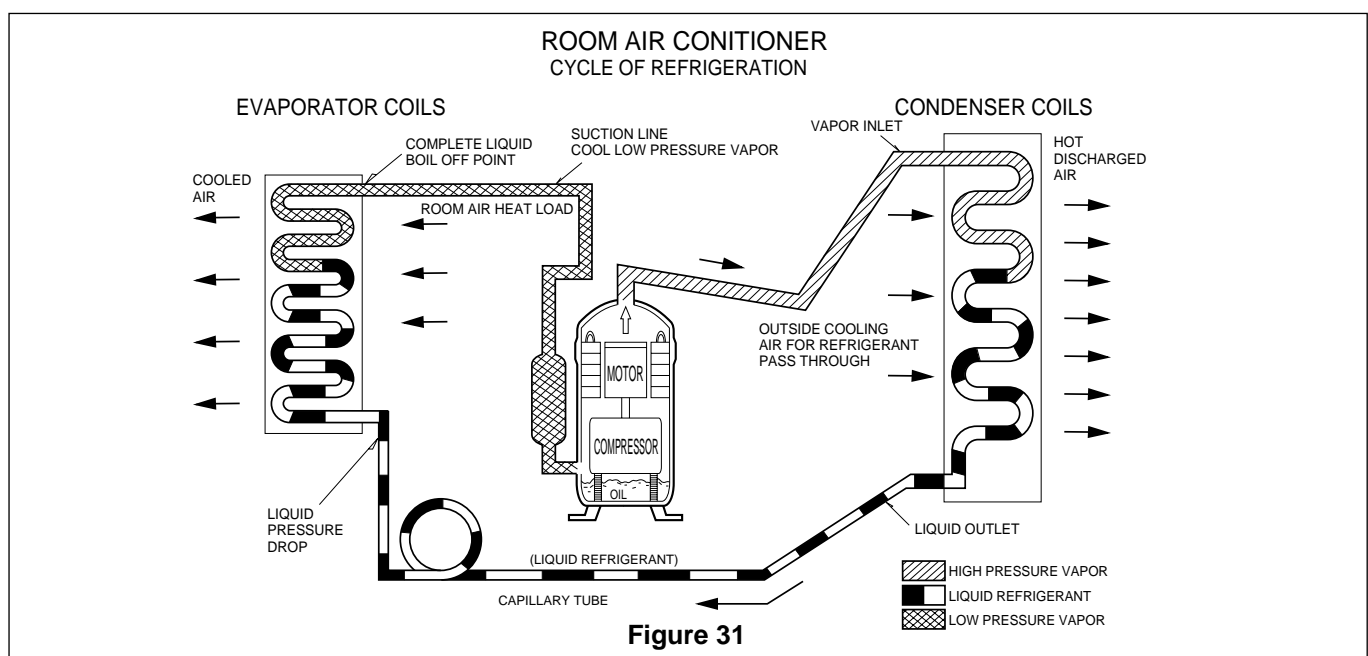 ROOM AIR CONITIONER
CYCLE OF REFRIGERATION
EVAPORATOR COILS
CONDENSER COILS
COMPLETE LIQUID
BOIL OFF POINT
SUCTION LINE
COOL LOW PRESSURE VAPOR
VAPOR INLET
HOT
DISCHARGED
AIR
COOLED
AIR
ROOM AIR HEAT LOAD
OUTSIDE COOLING
AIR FOR REFRIGERANT
PASS THROUGH
MOTOR
COMPRESSOR
OIL
LIQUID
PRESSURE
DROP
(LIQUID REFRIGERANT)
CAPILLARY TUBE
LIQUID OUTLET
HIGH PRESSURE VAPOR
LIQUID REFRIGERANT
LOW PRESSURE VAPOR
Figure 31